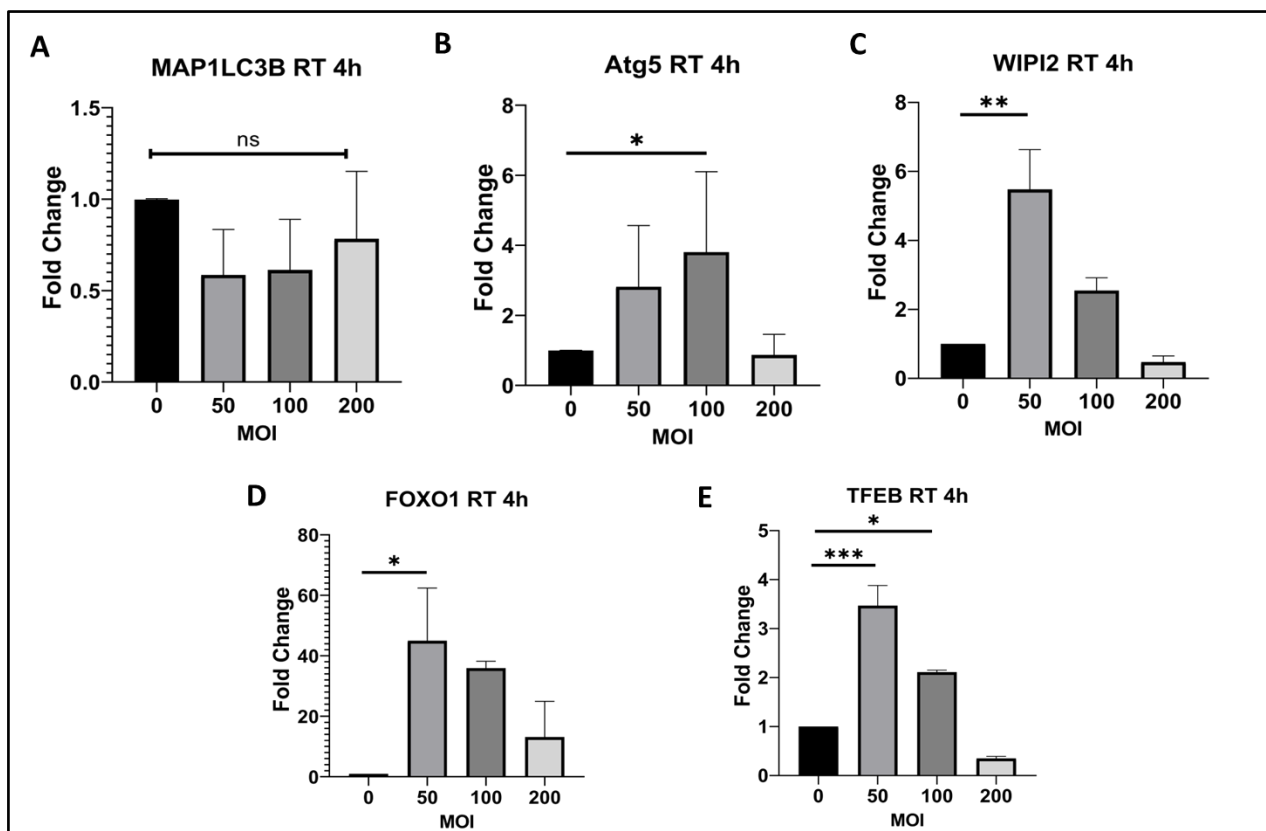 A
MAP1LC3B RT 4h
1.5
1.0
0.5
0.0
Fold Change
ns
0 50 100 200
MOI
B
Atg5 RT 4h
8
6
4
2
0
Fold Change
*
0 50 100 200
MOI
C
WIPI2 RT 4h
8
6
4
2
0
Fold Change
**
0 50 100 200
MOI
D
FOXO1 RT 4h
80
60
40
20
0
Fold Change
*
0 50 100 200
MOI
E
TFEB RT 4h
5
4
3
2
1
0
Fold Change
*
***
0 50 100 200
MOI